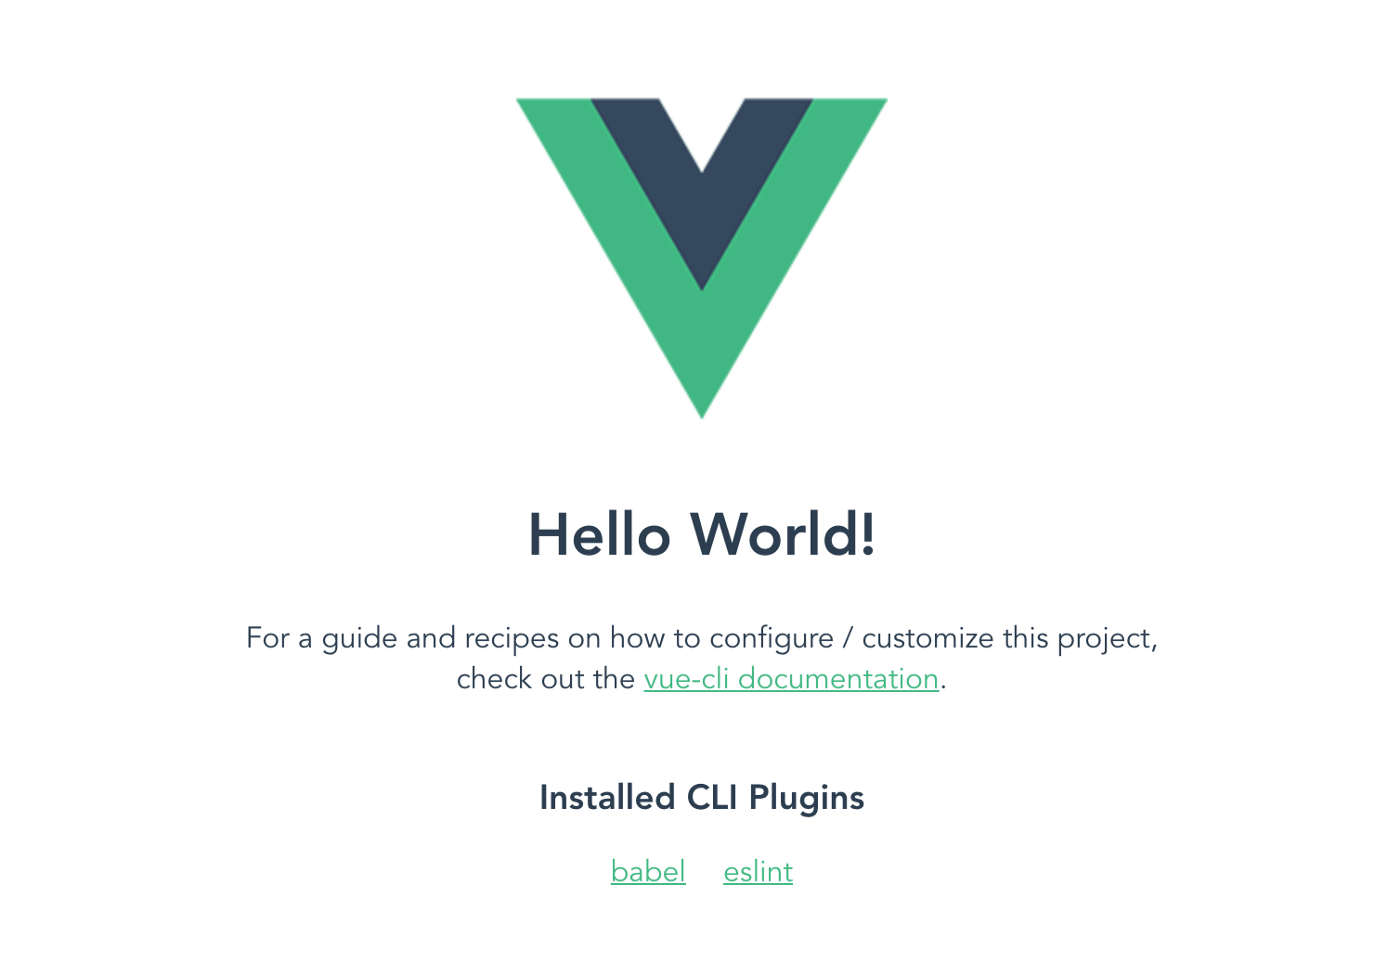 Hello World!
For a guide and recipes on how to configure / customize this project,
check out the vue-cli documentation.
Installed CLI Plugins
babel eslint